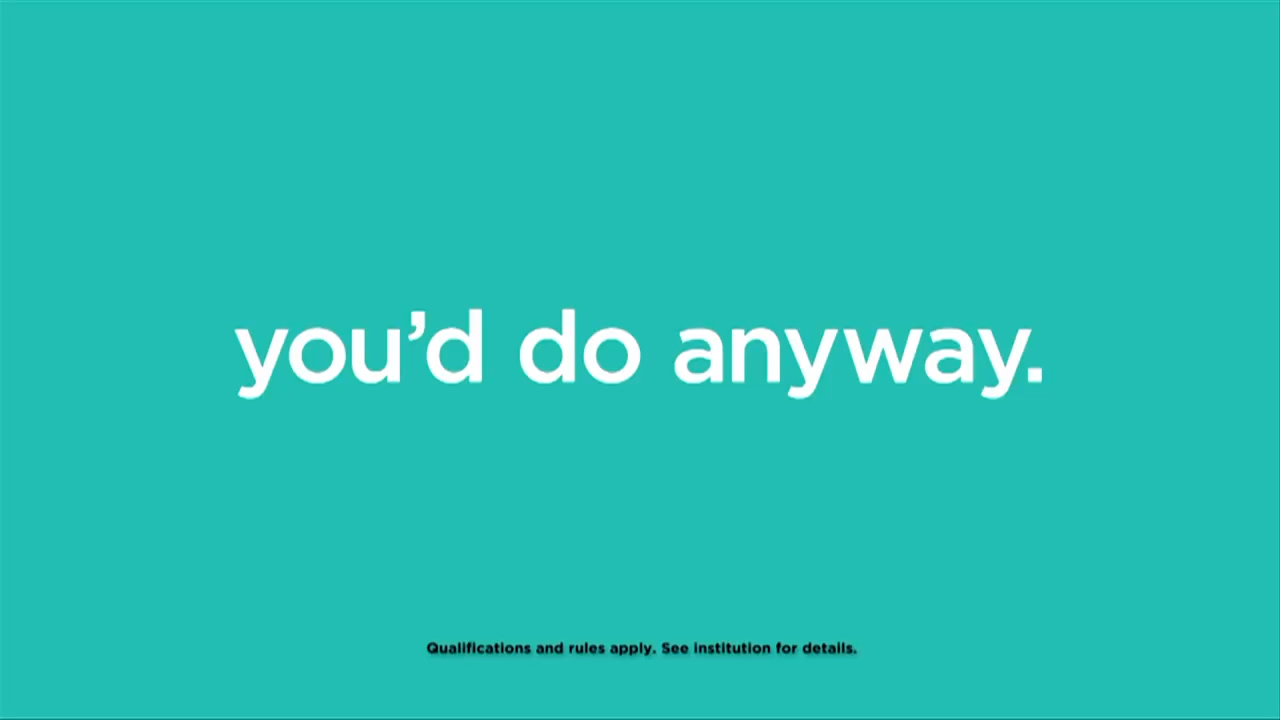 you’d do anyway.
Qualifications and rules apply. See institution for details.